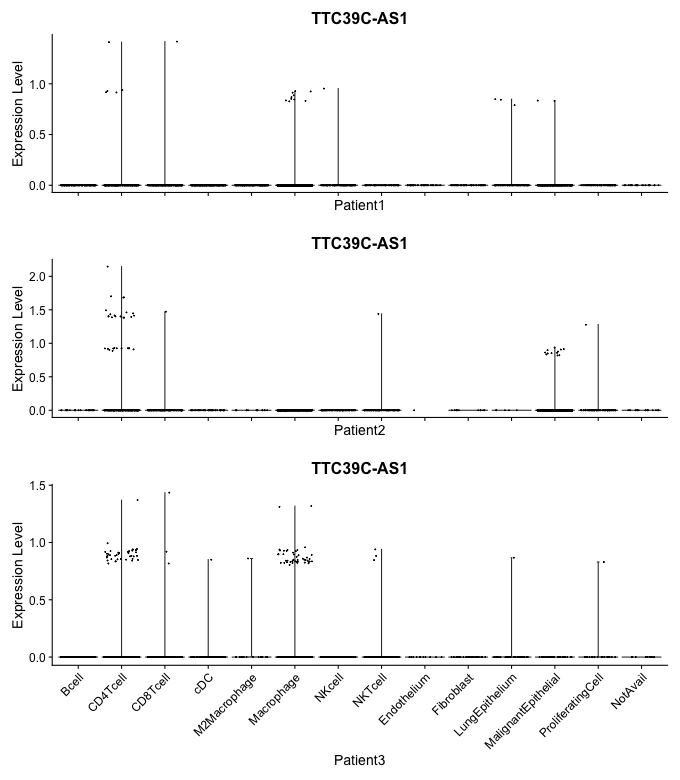 TTC39C-AS1
Expression Level
1.0
0.5
0.0
Patient1
TTC39C-AS1
Expression Level
2.0
1.5
1.0
0.5
0.0
Patient2
TTC39C-AS1
Expression Level
1.5
1.0
0.5
0.0
Bcell
CD4Tcell
CD8Tcell
cDC
M2Macrophage
Macrophage
NKcell
NKTcell
Endothelium
Fibroblast
LungEpithelium
MalignantEpithelial
ProliferatingCell
NotAvail
Patient3